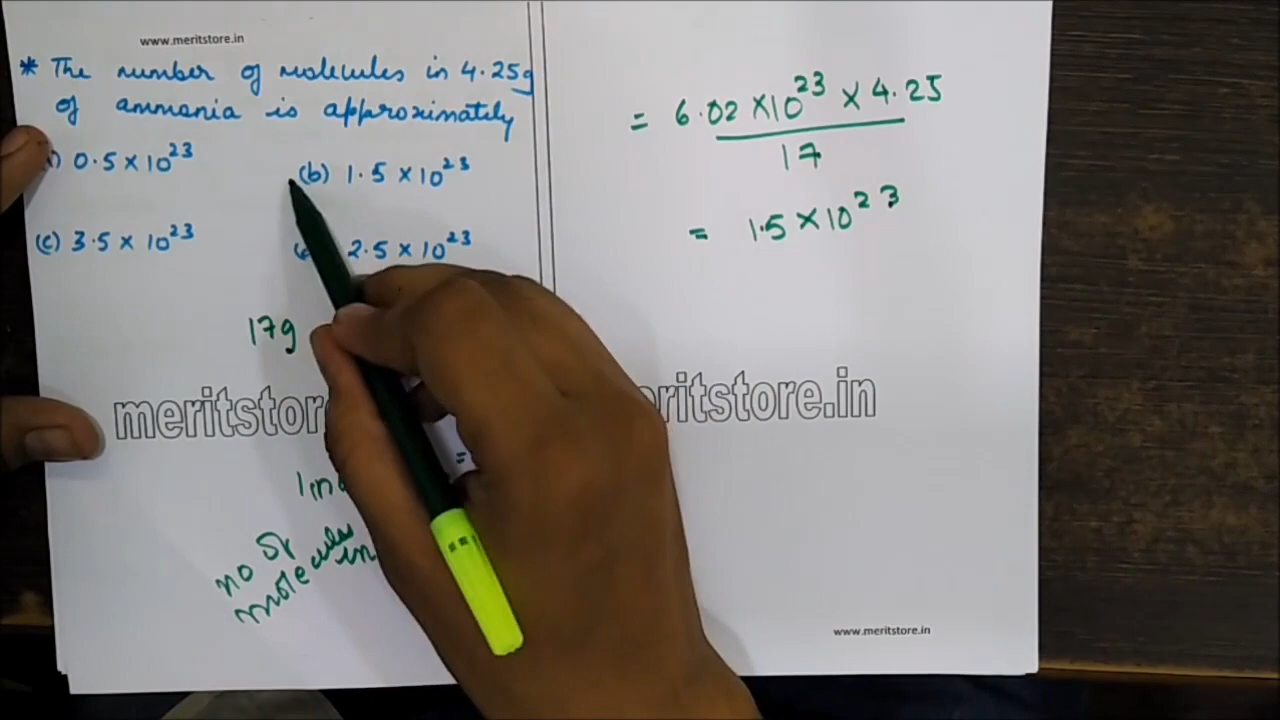 www.meritstore.in
* The number of molecules in 4.25g
of ammonia is approximately
0.5 × 10²³ (b) 1.5 × 10²³
(c) 3.5 × 10²³ 2.5 × 10²³
17g
meritstore
no of
molecules
in
= 6.02 × 10²³ × 4.25
17
= 1.5 × 10²³
ritstore.in
www.meritstore.in